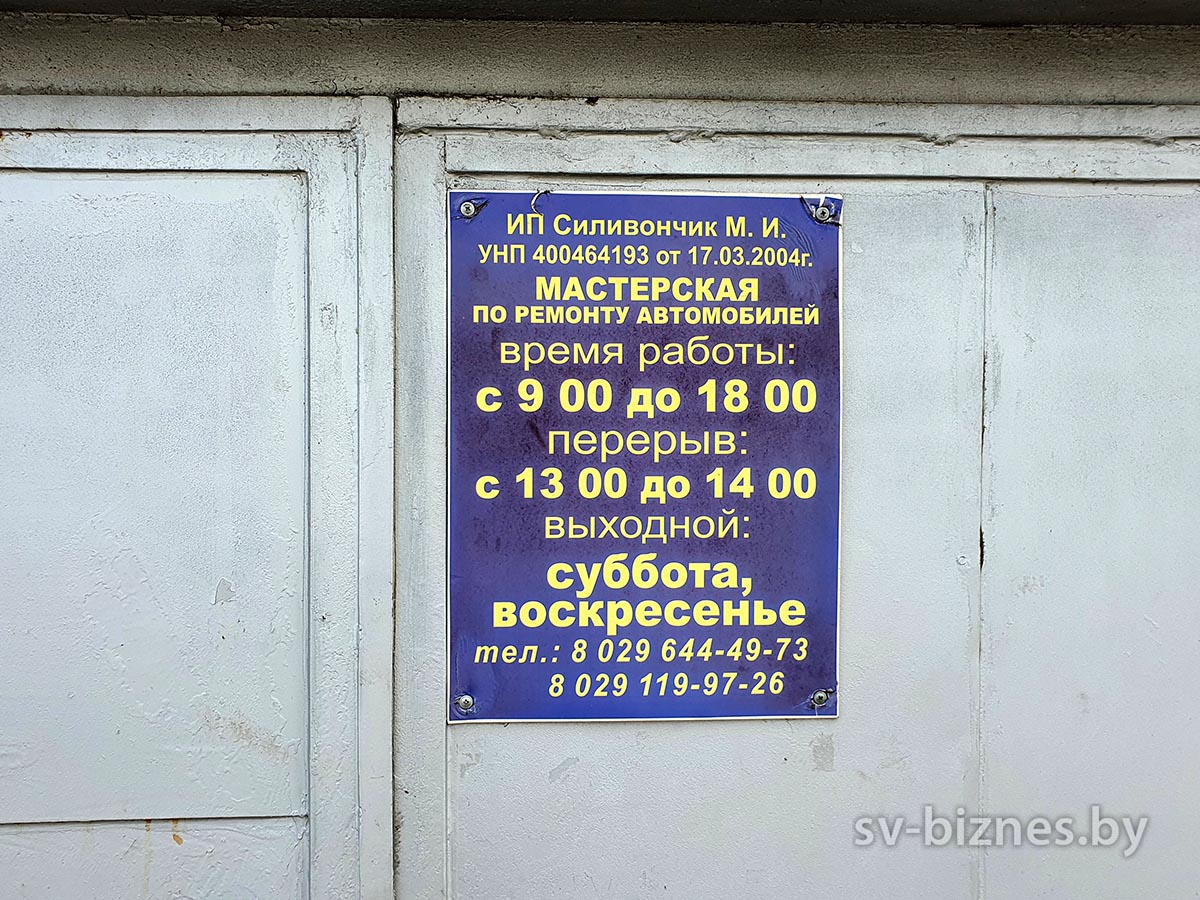 ИП Силивончик М. И.
УНП 400464193 от 17.03.2004г.
МАСТЕРСКАЯ
ПО РЕМОНТУ АВТОМОБИЛЕЙ
время работы:
с 9 00 до 18 00
перерыв:
с 13 00 до 14 00
выходной:
суббота,
воскресенье
тел.: 8 029 644-49-73
8 029 119-97-26
sv-biznes.by